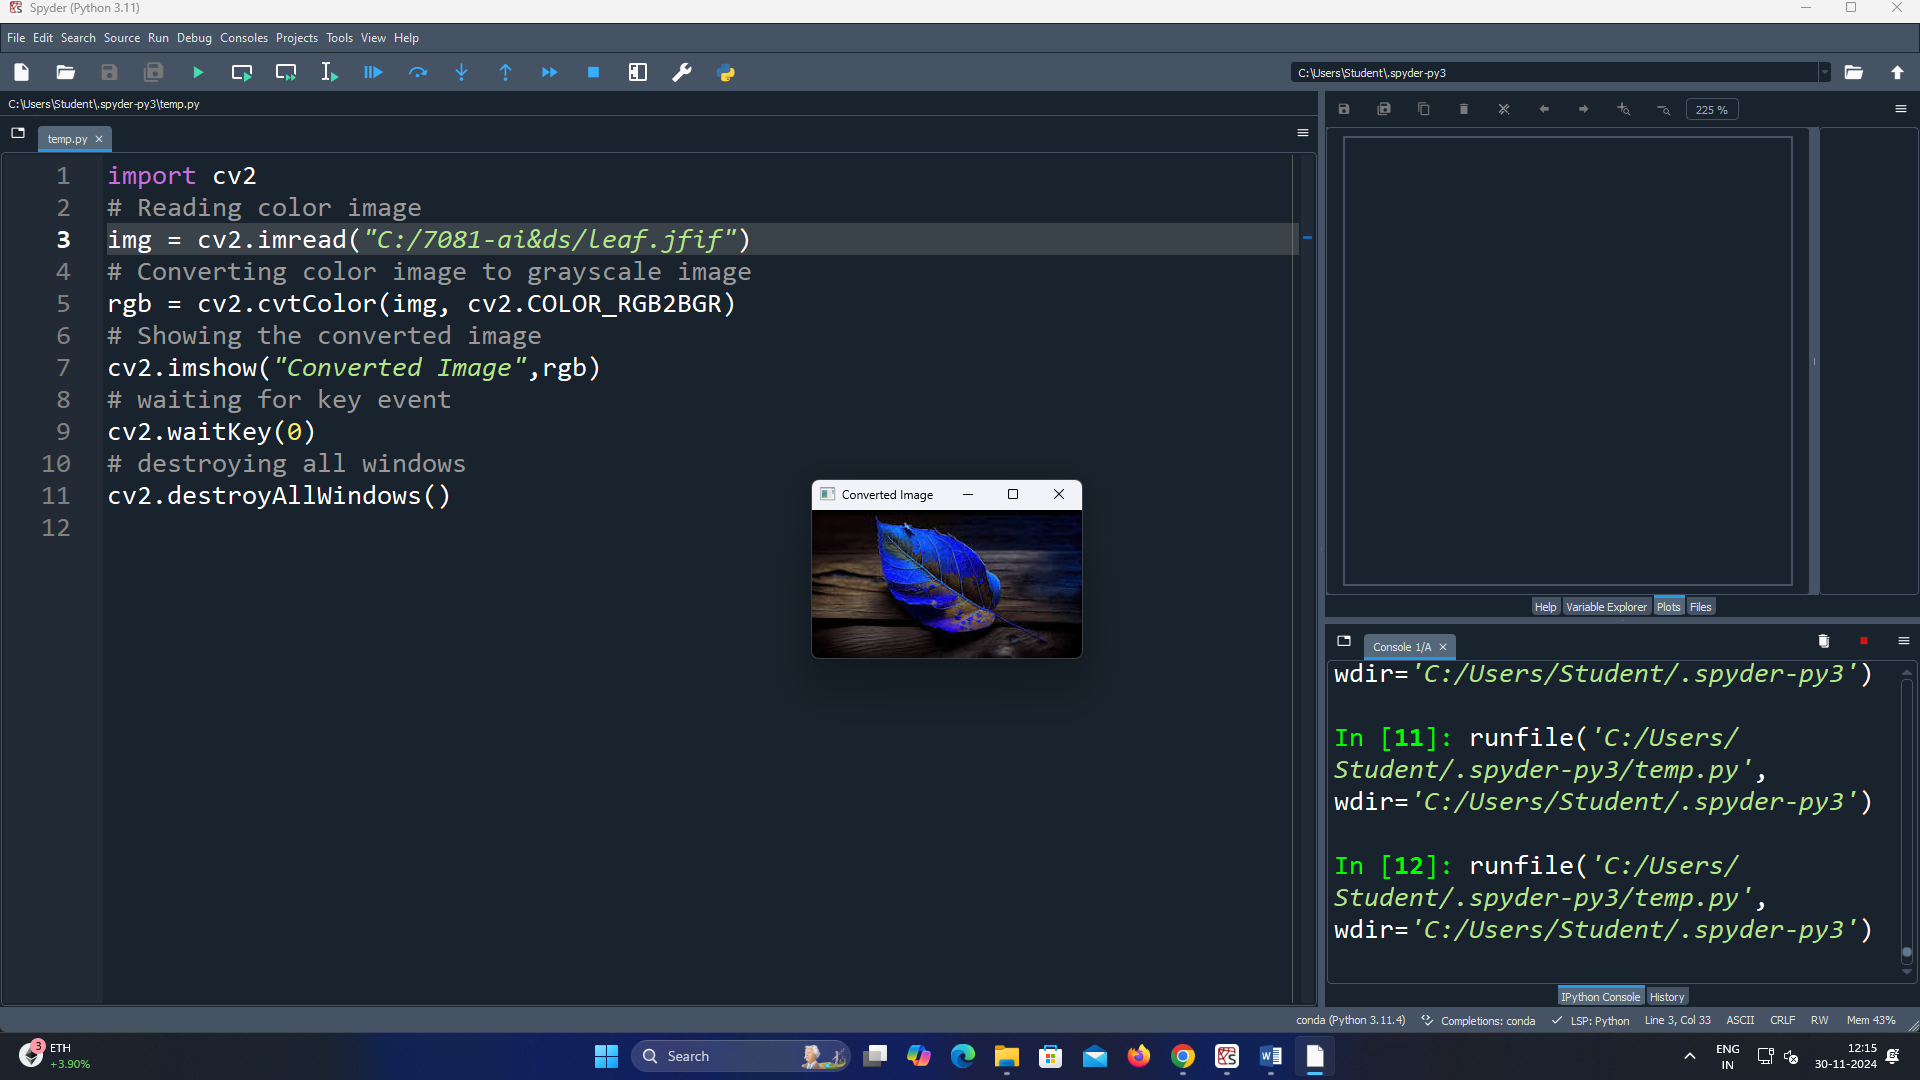 Spyder (Python 3.11)
File Edit Search Source Run Debug Consoles Projects Tools View Help
C:\Users\Student\.spyder-py3
C:\Users\Student\.spyder-py3\temp.py
temp.py
225 %
1 import cv2
2 # Reading color image
3 img = cv2.imread("C:/7081-ai&ds/leaf.jfif")
4 # Converting color image to grayscale image
5 rgb = cv2.cvtColor(img, cv2.COLOR_RGB2BGR)
6 # Showing the converted image
7 cv2.imshow("Converted Image",rgb)
8 # waiting for key event
9 cv2.waitKey(0)
10 # destroying all windows
11 cv2.destroyAllWindows()
12
Converted Image
Help Variable Explorer Plots Files
Console 1/A
wdir='C:/Users/Student/.spyder-py3')
In [11]: runfile('C:/Users/
Student/.spyder-py3/temp.py',
wdir='C:/Users/Student/.spyder-py3')
In [12]: runfile('C:/Users/
Student/.spyder-py3/temp.py',
wdir='C:/Users/Student/.spyder-py3')
IPython Console History
conda (Python 3.11.4) Completions: conda LSP: Python Line 3, Col 33 ASCII CRLF RW Mem 43%
3
ETH
+3.90%
Search
ENG
IN
12:15
30-11-2024